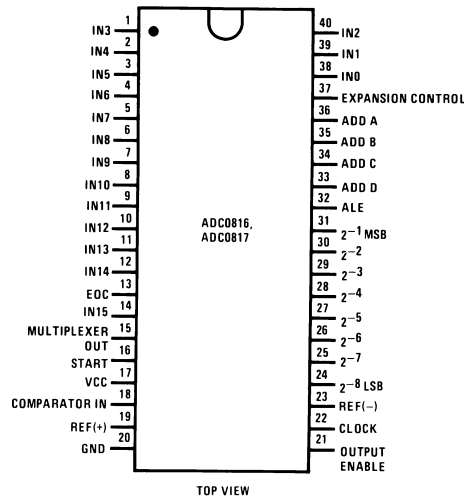 1 40
IN3 IN2
2 39
IN4 IN1
3 38
IN5 IN0
4 37
IN6 EXPANSION CONTROL
5 36
IN7 ADD A
6 35
IN8 ADD B
7 34
IN9 ADD C
8 33
IN10 ADD D
9 32
IN11 ALE
10 31
IN12 2⁻¹ MSB
ADC0816,
ADC0817
11 30
IN13 2⁻²
12 29
IN14 2⁻³
13 28
EOC 2⁻⁴
14 27
IN15 2⁻⁵
15 26
MULTIPLEXER
OUT 2⁻⁶
16 25
START 2⁻⁷
17 24
VCC 2⁻⁸ LSB
18 23
COMPARATOR IN REF(−)
19 22
REF(+) CLOCK
20 21
GND OUTPUT
ENABLE
TOP VIEW